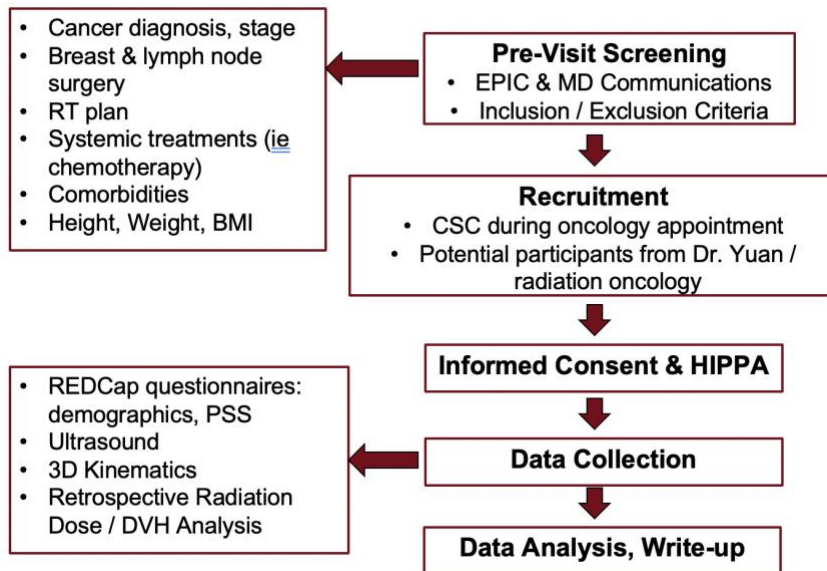 Pre-Visit Screening
• EPIC & MD Communications
• Inclusion / Exclusion Criteria
• Cancer diagnosis, stage
• Breast & lymph node
surgery
• RT plan
• Systemic treatments (ie
chemotherapy)
• Comorbidities
• Height, Weight, BMI
Recruitment
• CSC during oncology appointment
• Potential participants from Dr. Yuan /
radiation oncology
Informed Consent & HIPPA
Data Collection
• REDCap questionnaires:
demographics, PSS
• Ultrasound
• 3D Kinematics
• Retrospective Radiation
Dose / DVH Analysis
Data Analysis, Write-up